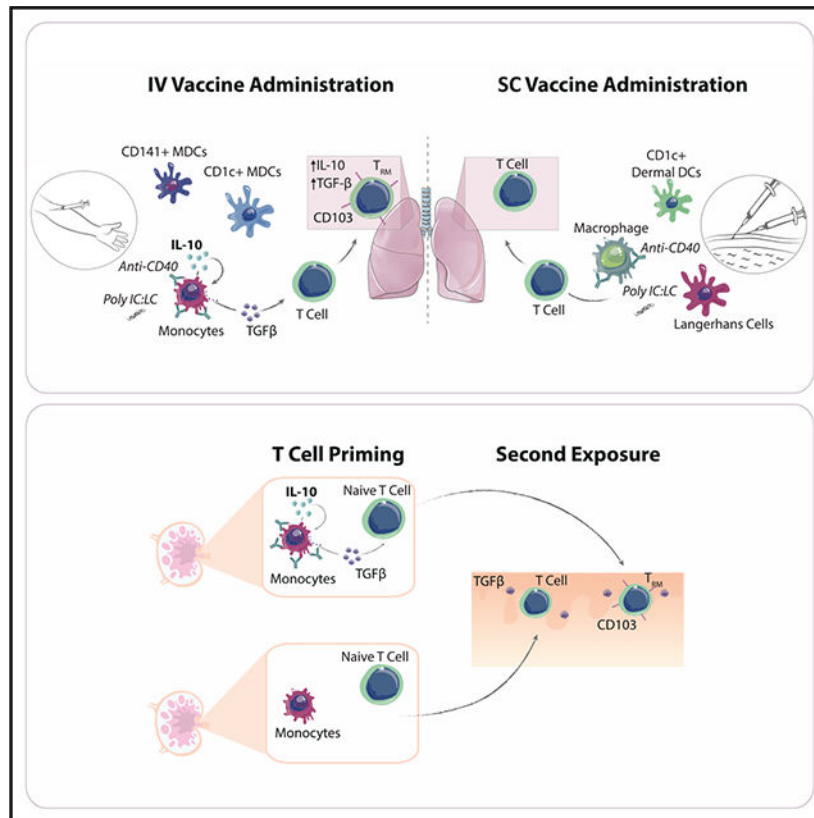 IV Vaccine Administration
CD141+ MDCs
CD1c+ MDCs
IL-10
Anti-CD40
Poly IC:LC
Monocytes
TGFβ
T Cell
↑IL-10
↑TGF-β
TRM
CD103
SC Vaccine Administration
T Cell
CD1c+
Dermal DCs
Macrophage
Anti-CD40
Poly IC:LC
T Cell
Langerhans Cells
T Cell Priming
IL-10
Naive T Cell
Monocytes
TGFβ
Naive T Cell
Monocytes
Second Exposure
TGFβ
T Cell
TRM
CD103